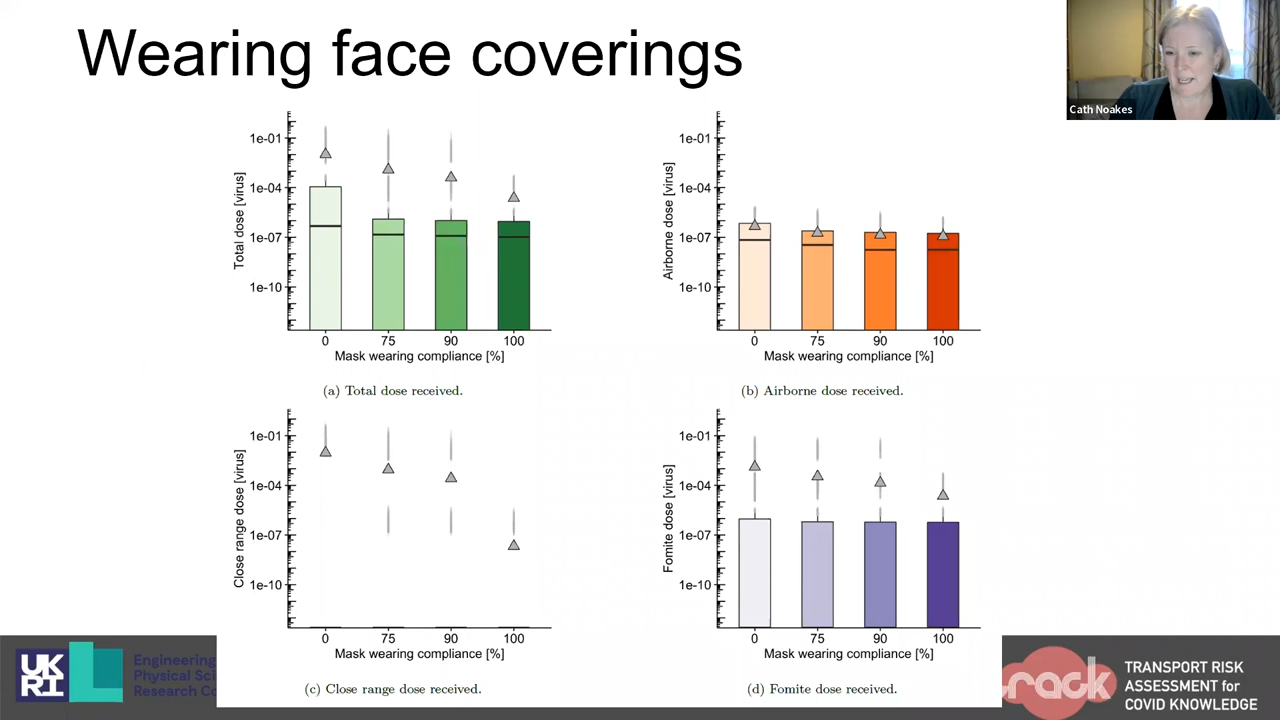 Wearing face coverings
Cath Noakes
Total dose [virus]
1e-01
1e-04
1e-07
1e-10
0 75 90 100
Mask wearing compliance [%]
(a) Total dose received.
Airborne dose [virus]
1e-01
1e-04
1e-07
1e-10
0 75 90 100
Mask wearing compliance [%]
(b) Airborne dose received.
Close range dose [virus]
1e-01
1e-04
1e-07
1e-10
0 75 90 100
Mask wearing compliance [%]
(c) Close range dose received.
Fomite dose [virus]
1e-01
1e-04
1e-07
1e-10
0 75 90 100
Mask wearing compliance [%]
(d) Fomite dose received.
UK
RI
Engineering
Physical Sci
Research Co
track
TRANSPORT RISK
ASSESSMENT for
COVID KNOWLEDGE